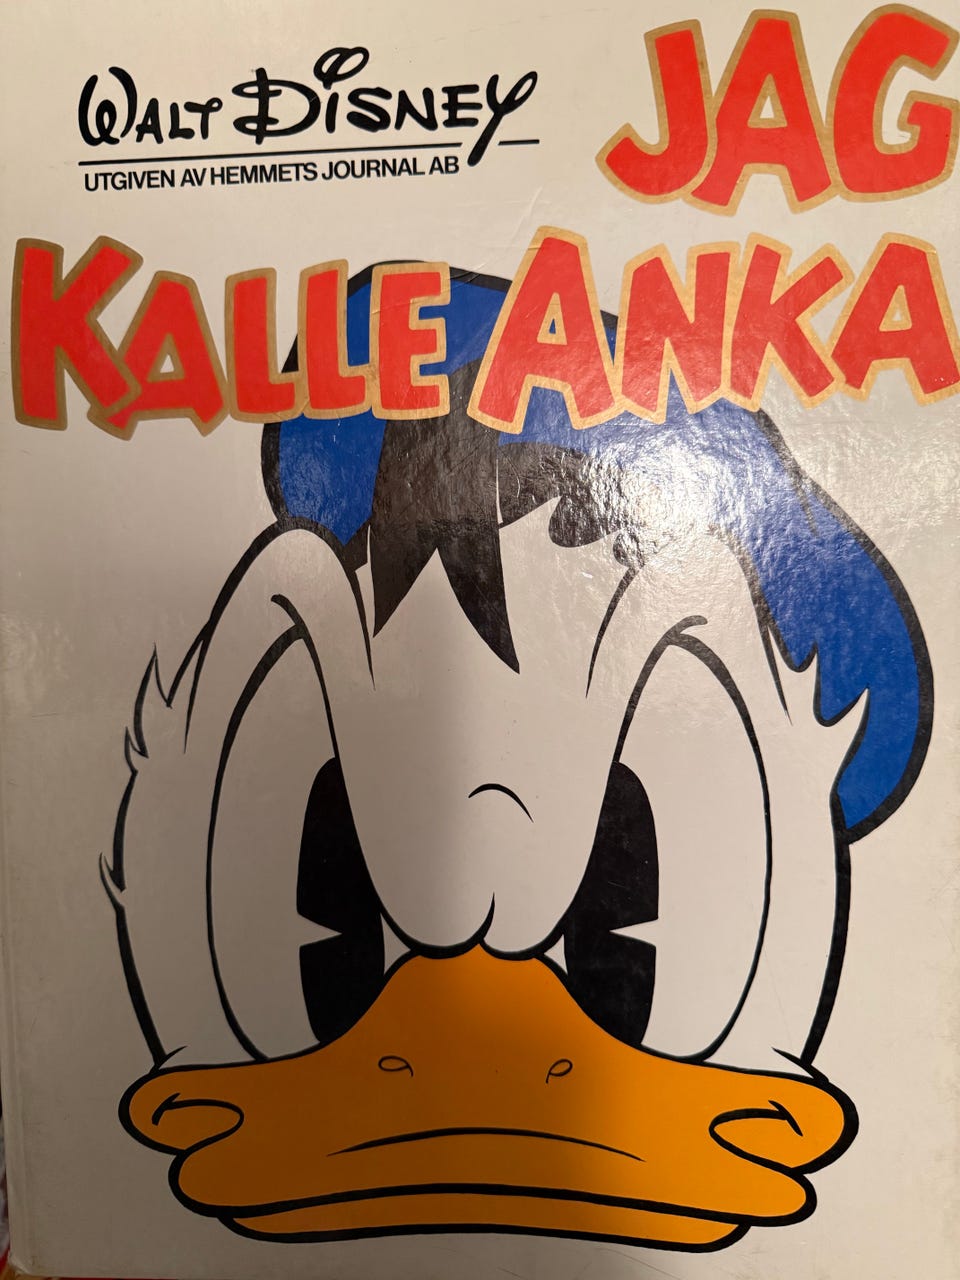 WALT DISNEY
UTGIVEN AV HEMMETS JOURNAL AB
JAG
KALLE ANKA